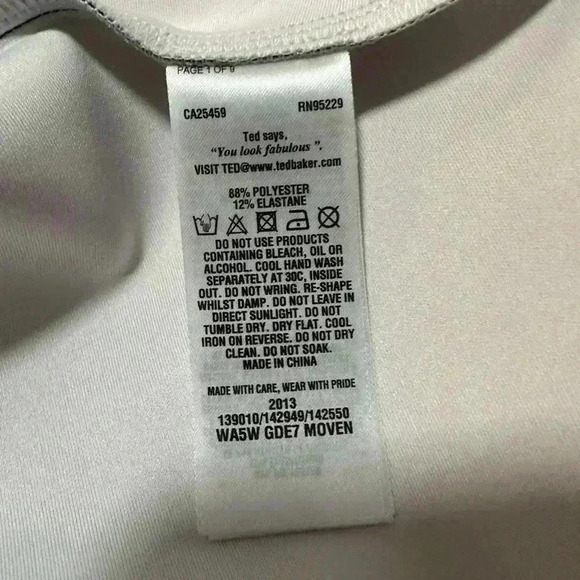 PAGE 1 OF 9
CA25459 RN95229
Ted says,
“You look fabulous ”.
VISIT TED@www.tedbaker.com
88% POLYESTER
12% ELASTANE
DO NOT USE PRODUCTS
CONTAINING BLEACH, OIL OR
ALCOHOL. COOL HAND WASH
SEPARATELY AT 30C, INSIDE
OUT. DO NOT WRING. RE-SHAPE
WHILST DAMP. DO NOT LEAVE IN
DIRECT SUNLIGHT. DO NOT
TUMBLE DRY. DRY FLAT. COOL
IRON ON REVERSE. DO NOT DRY
CLEAN. DO NOT SOAK.
MADE IN CHINA
MADE WITH CARE, WEAR WITH PRIDE
2013
139010/142949/142550
WA5W GDE7 MOVEN